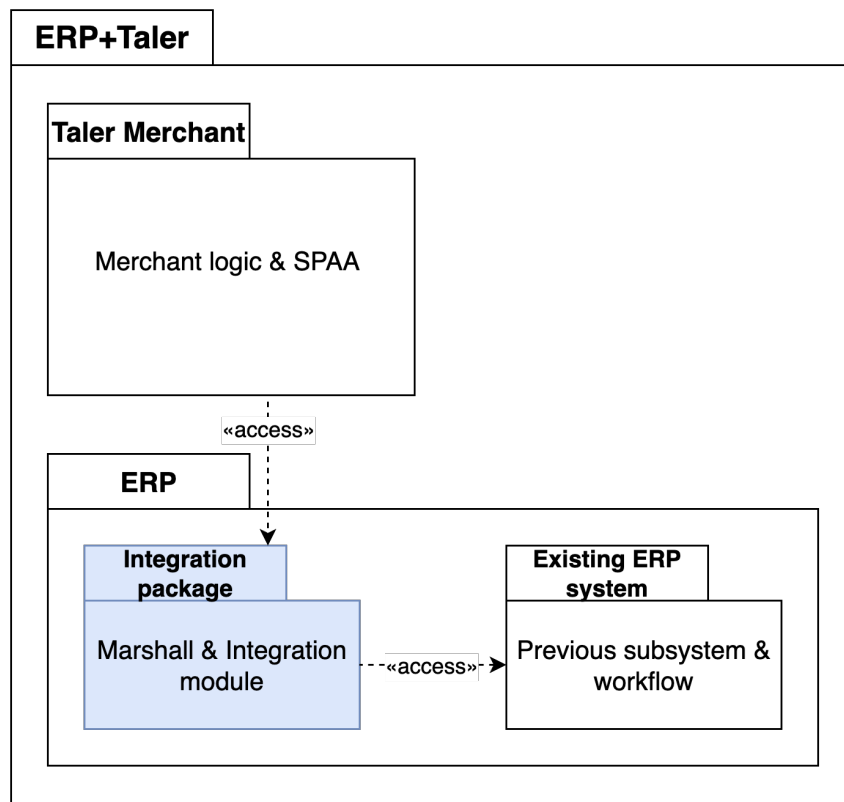 ERP+Taler
Taler Merchant
Merchant logic & SPAA
«access»
ERP
Integration
package
Marshall & Integration
module
«access»
Existing ERP
system
Previous subsystem &
workflow